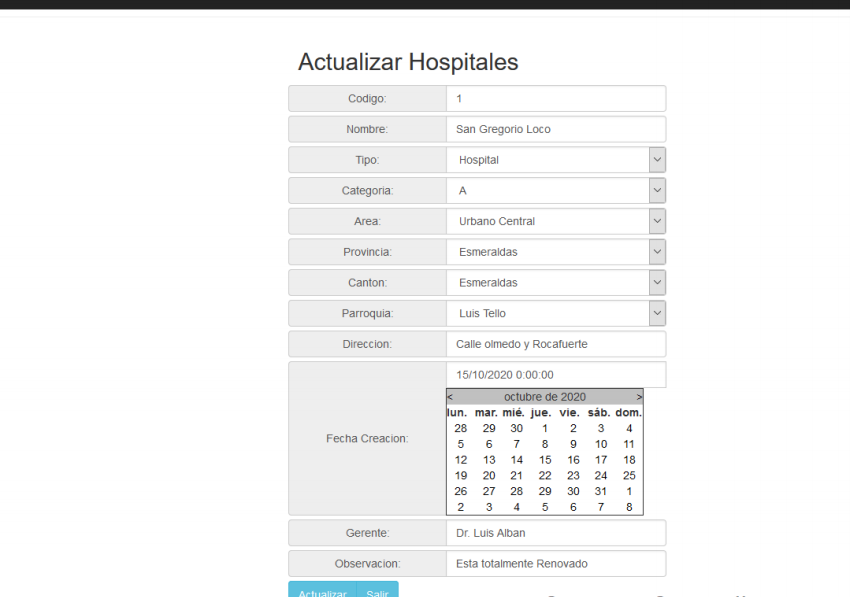 Actualizar Hospitales
Codigo: 1
Nombre: San Gregorio Loco
Tipo: Hospital
Categoria: A
Area: Urbano Central
Provincia: Esmeraldas
Canton: Esmeraldas
Parroquia: Luis Tello
Direccion: Calle olmedo y Rocafuerte
Fecha Creacion: 15/10/2020 0:00:00
< octubre de 2020 >
lun. mar. mié. jue. vie. sáb. dom.
28 29 30 1 2 3 4
5 6 7 8 9 10 11
12 13 14 15 16 17 18
19 20 21 22 23 24 25
26 27 28 29 30 31 1
2 3 4 5 6 7 8
Gerente: Dr. Luis Alban
Observacion: Esta totalmente Renovado
Actualizar Salir